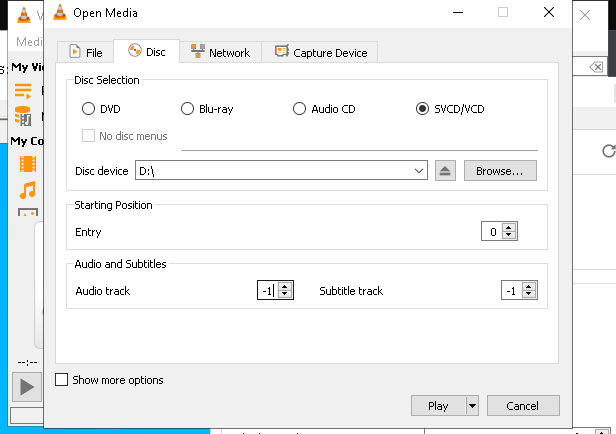 Open Media
Medi
File
Disc
Network
Capture Device
My Vi
Disc Selection
DVD
Blu-ray
Audio CD
SVCD/VCD
No disc menus
My Co
Disc device
D:\
Browse...
Starting Position
Entry
0
Audio and Subtitles
Audio track
-1
Subtitle track
-1
--:--
Show more options
Play
Cancel